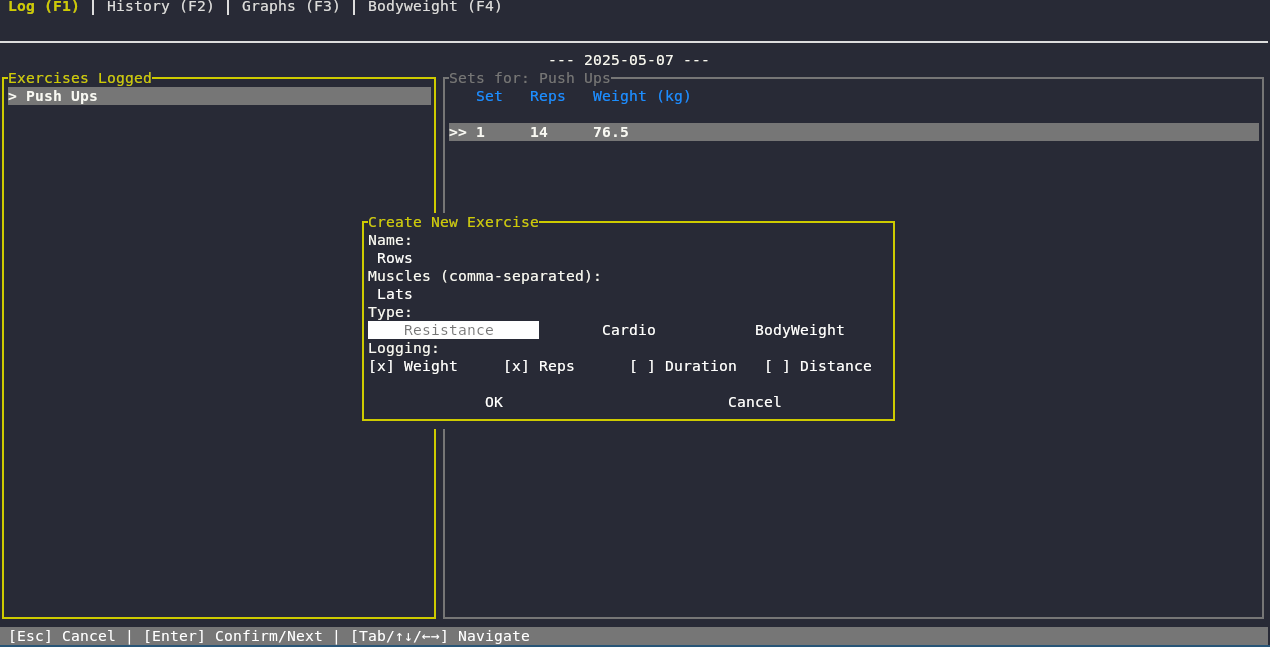 Log (F1) | History (F2) | Graphs (F3) | Bodyweight (F4)
--- 2025-05-07 ---
Exercises Logged
> Push Ups
Sets for: Push Ups
Set Reps Weight (kg)
>> 1 14 76.5
Create New Exercise
Name:
Rows
Muscles (comma-separated):
Lats
Type:
Resistance Cardio BodyWeight
Logging:
[x] Weight [x] Reps [ ] Duration [ ] Distance
OK Cancel
[Esc] Cancel | [Enter] Confirm/Next | [Tab/↑↓/←→] Navigate